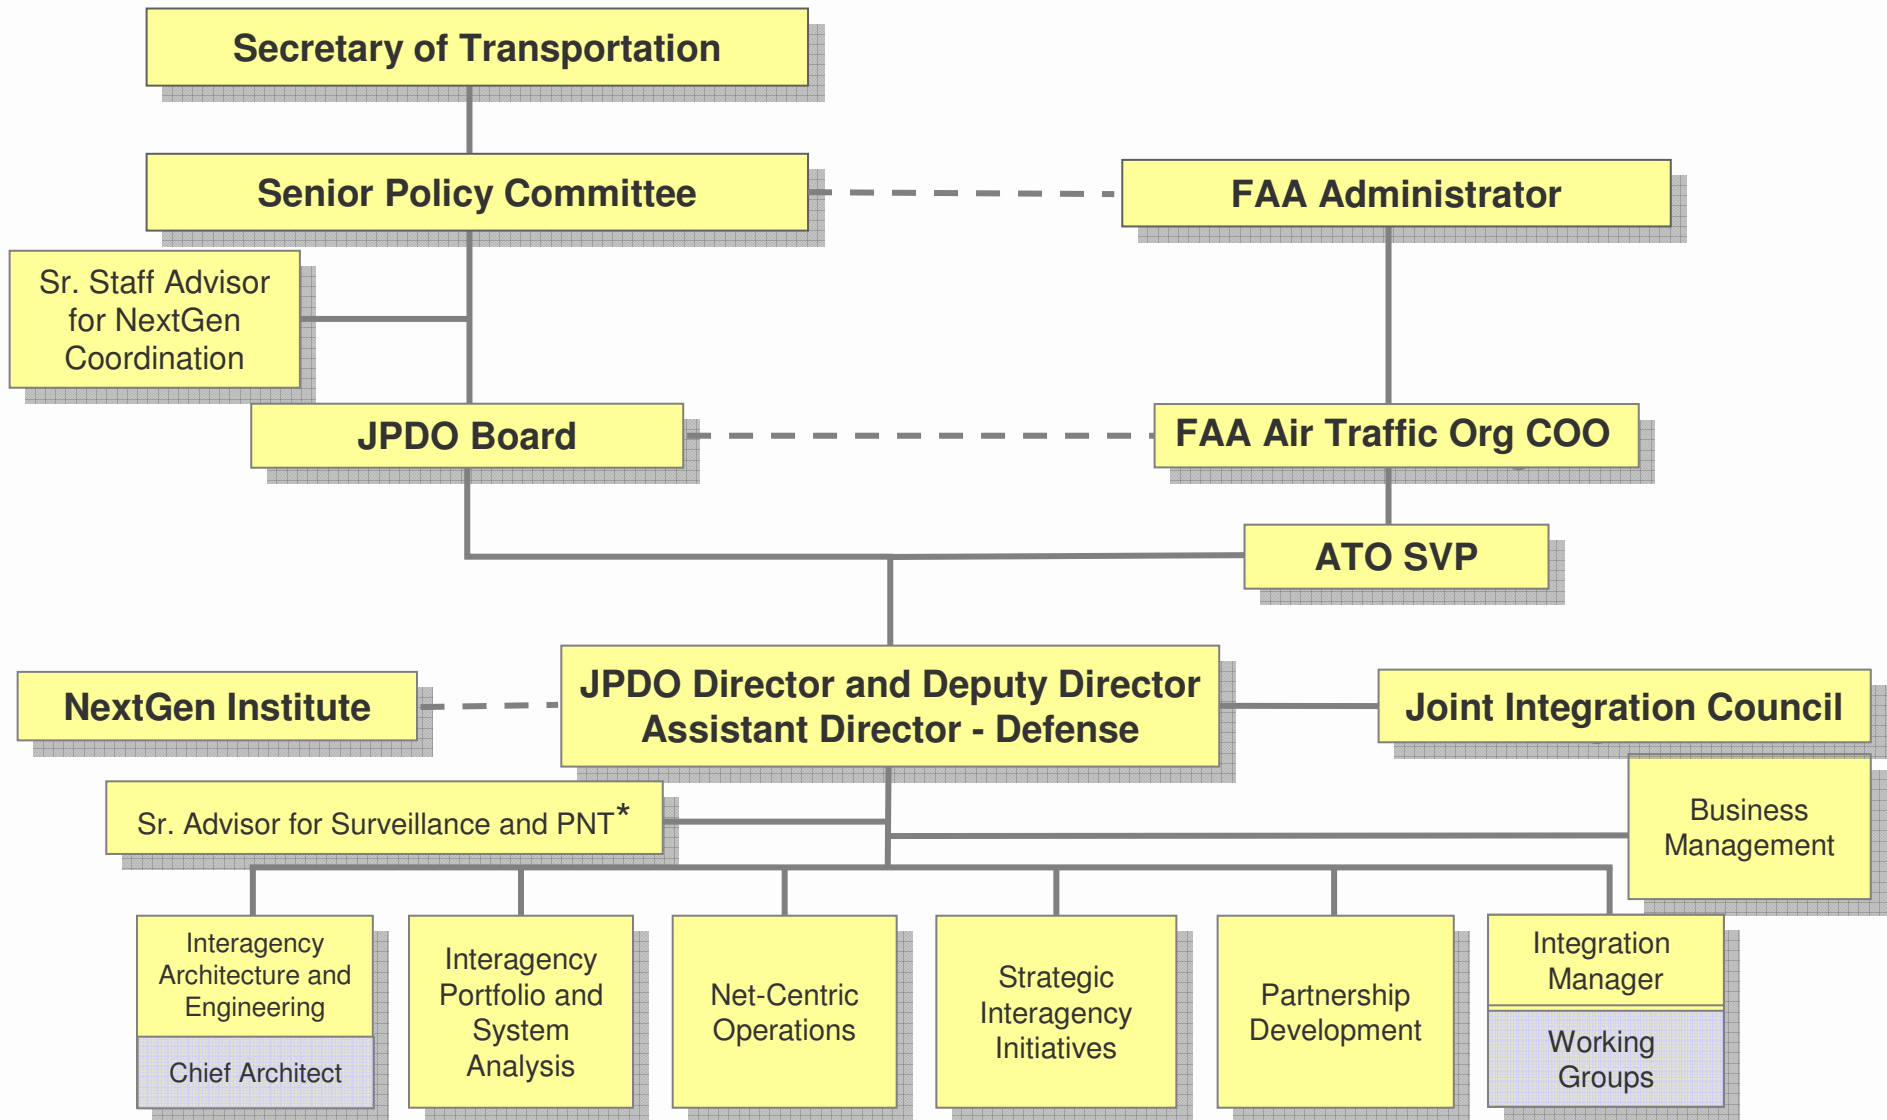 Secretary of Transportation
Senior Policy Committee
FAA Administrator
Sr. Staff Advisor
for NextGen
Coordination
JPDO Board
FAA Air Traffic Org COO
ATO SVP
NextGen Institute
JPDO Director and Deputy Director
Assistant Director - Defense
Joint Integration Council
Sr. Advisor for Surveillance and PNT*
Business
Management
Interagency
Architecture and
Engineering
Chief Architect
Interagency
Portfolio and
System
Analysis
Net-Centric
Operations
Strategic
Interagency
Initiatives
Partnership
Development
Integration
Manager
Working
Groups